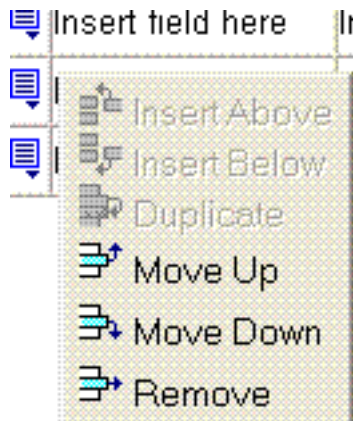 Insert field here
Insert Above
Insert Below
Duplicate
Move Up
Move Down
Remove